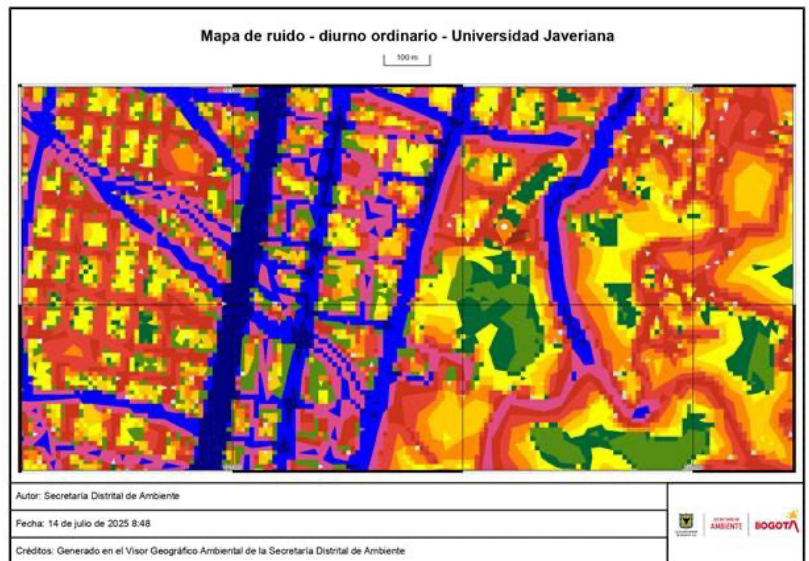 Mapa de ruido - diurno ordinario - Universidad Javeriana
100 m
Autor: Secretaría Distrital de Ambiente
Fecha: 14 de julio de 2025 8:48
Créditos: Generado en el Visor Geográfico Ambiental de la Secretaría Distrital de Ambiente
AMBIENTE
BOGOTÁ